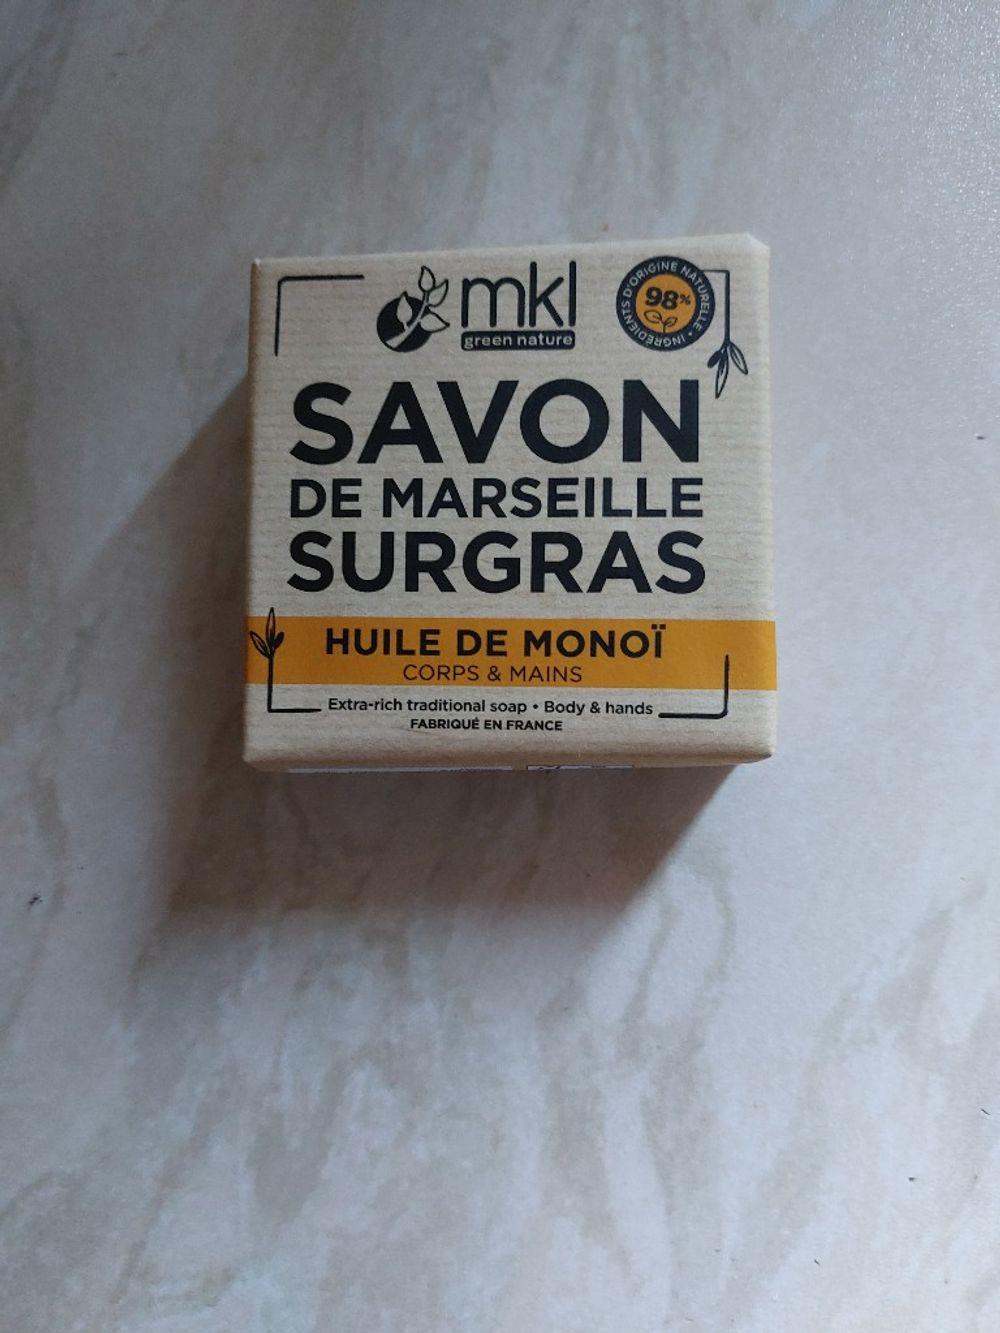 mkl
green nature
98%
INGRÉDIENTS D'ORIGINE NATURELLE •
SAVON
DE MARSEILLE
SURGRAS
HUILE DE MONOÏ
CORPS & MAINS
Extra-rich traditional soap • Body & hands
FABRIQUÉ EN FRANCE